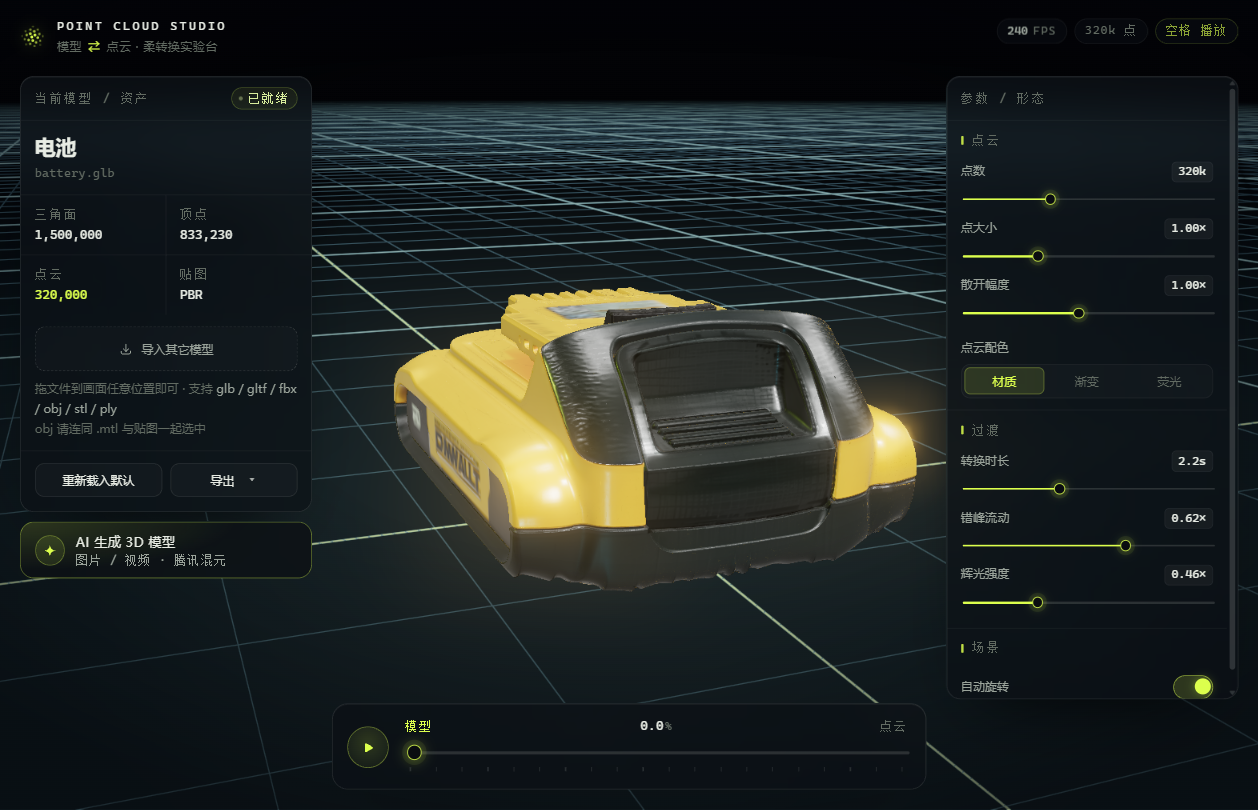 POINT CLOUD STUDIO
模型 ⇄ 点云 · 柔转换实验台
240 FPS
320k 点
空格 播放
当前模型 / 资产
已就绪
电池
battery.glb
三角面
1,500,000
顶点
833,230
点云
320,000
贴图
PBR
导入其它模型
拖文件到画面任意位置即可 · 支持 glb / gltf / fbx
/ obj / stl / ply
obj 请连同 .mtl 与贴图一起选中
重新载入默认
导出
AI 生成 3D 模型
图片 / 视频 · 腾讯混元
参数 / 形态
点云
点数
320k
点大小
1.00×
散开幅度
1.00×
点云配色
材质
渐变
荧光
过渡
转换时长
2.2s
错峰流动
0.62×
辉光强度
0.46×
场景
自动旋转
模型
0.0%
点云